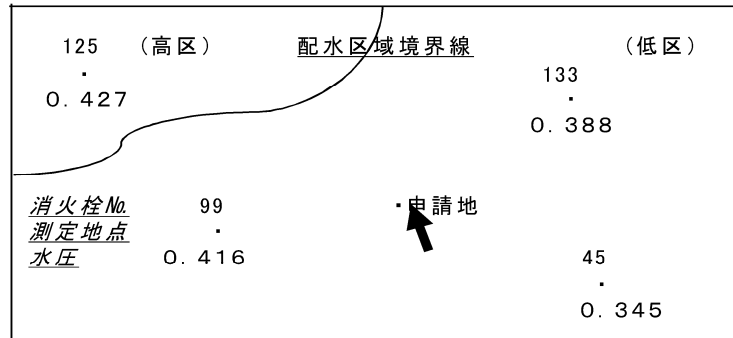 125 （高区） 配水区域境界線 （低区）
133
０．４２７
０．３８８
消火栓№ 99 申請地
測定地点
水圧 ０．４１６ 45
０．３４５